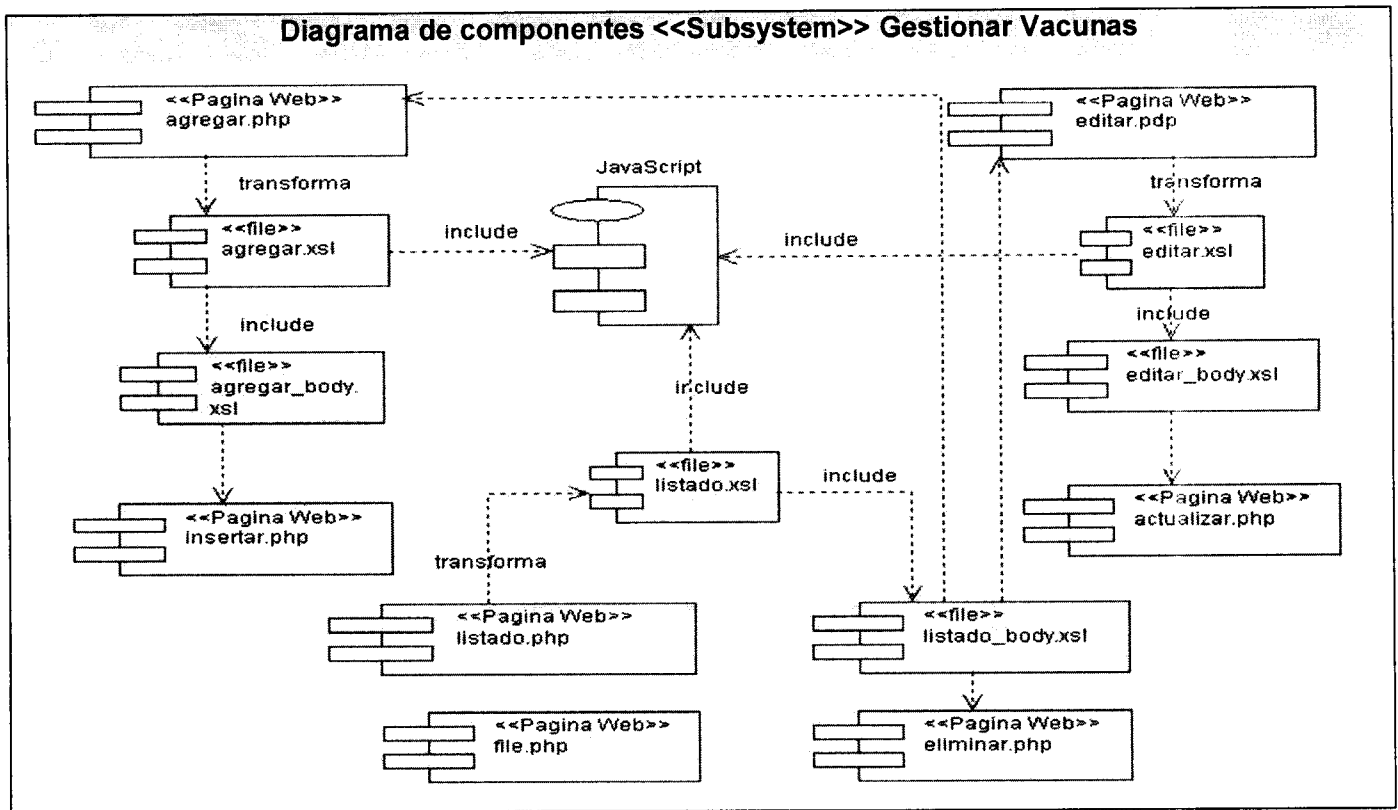 Diagrama de componentes <<Subsystem>> Gestionar Vacunas
<<Pagina Web>>
agregar.php
<<Pagina Web>>
editar.pdp
transforma
JavaScript
transforma
<<file>>
agregar.xsl
include
include
<<file>>
editar.xsl
include
include
<<file>>
agregar_body.
xsl
<<file>>
editar_body.xsl
include
<<file>>
listado.xsl
include
<<Pagina Web>>
insertar.php
<<Pagina Web>>
actualizar.php
transforma
<<Pagina Web>>
listado.php
<<file>>
listado_body.xsl
<<Pagina Web>>
file.php
<<Pagina Web>>
eliminar.php